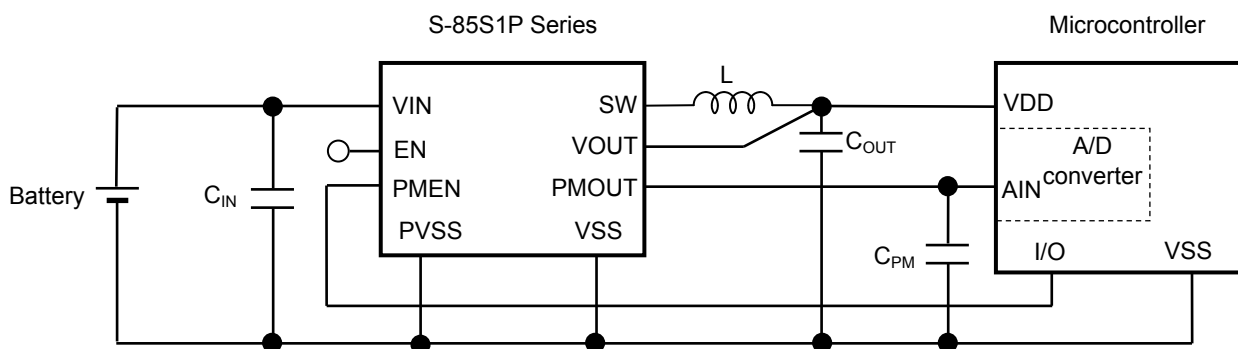 S-85S1P Series
Microcontroller
L
VIN
SW
VDD
EN
VOUT
COUT
A/D
converter
Battery
CIN
PMEN
PMOUT
AIN
PVSS
VSS
CPM
I/O
VSS